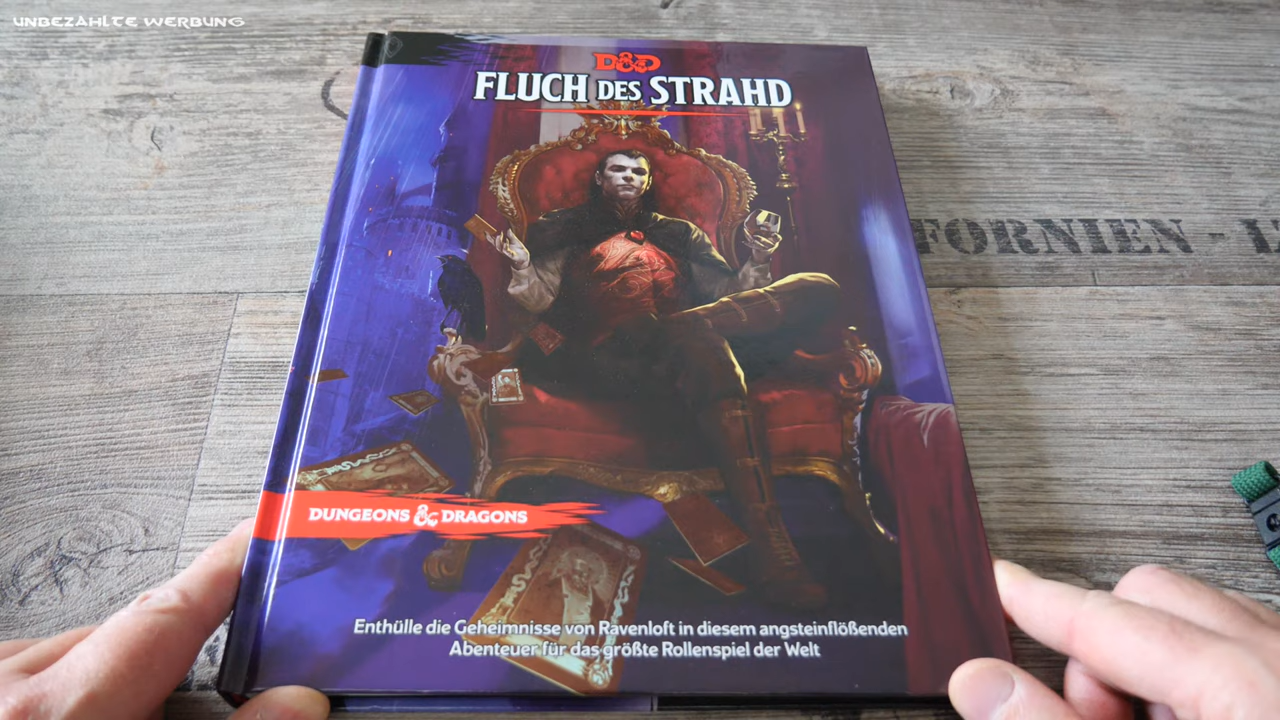 UNBEZAHLTE WERBUNG
D&D
FLUCH DES STRAHD
FORNIEN - 
DUNGEONS & DRAGONS
Enthülle die Geheimnisse von Ravenloft in diesem angsteinflößenden
Abenteuer für das größte Rollenspiel der Welt